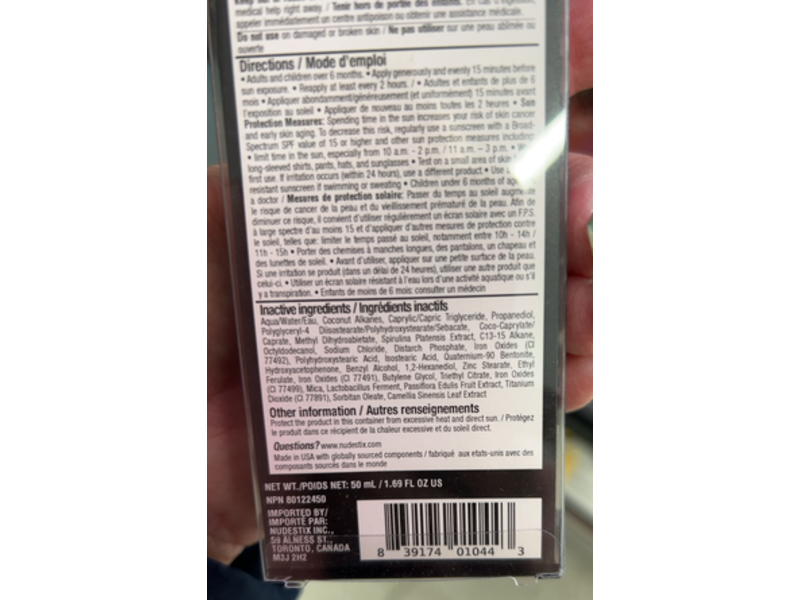 medical help right away. / Tenir hors de portée des enfants. En cas d'ingestion,
appeler immédiatement un centre antipoison ou obtenir une assistance médicale.
Do not use on damaged or broken skin / Ne pas utiliser sur une peau abîmée ou
ouverte
Directions / Mode d'emploi
• Adults and children over 6 months. • Apply generously and evenly 15 minutes before
sun exposure. • Reapply at least every 2 hours. / • Adultes et enfants de plus de 6
mois • Appliquer abondamment/généreusement (et uniformément) 15 minutes avant
l'exposition au soleil • Appliquer de nouveau au moins toutes les 2 heures • Sun
Protection Measures: Spending time in the sun increases your risk of skin cancer
and early skin aging. To decrease this risk, regularly use a sunscreen with a Broad-
Spectrum SPF value of 15 or higher and other sun protection measures including:
• limit time in the sun, especially from 10 a.m. - 2 p.m. / 11 a.m. – 3 p.m. •
long-sleeved shirts, pants, hats, and sunglasses • Test on a small area of skin
first use. If irritation occurs (within 24 hours), use a different product • Use
resistant sunscreen if swimming or sweating • Children under 6 months of
a doctor / Mesures de protection solaire: Passer du temps au soleil augmente
le risque de cancer de la peau et du vieillissement prématuré de la peau. Afin de
diminuer ce risque, il convient d'utiliser régulièrement un écran solaire avec un F.P.S.
à large spectre d'au moins 15 et d'appliquer d'autres mesures de protection contre
le soleil, telles que: limiter le temps passé au soleil, notamment entre 10h - 14h /
11h - 15h • Porter des chemises à manches longues, des pantalons, un chapeau et
des lunettes de soleil. • Avant d'utiliser, appliquer sur une petite surface de la peau.
Si une irritation se produit (dans un délai de 24 heures), utiliser une autre produit que
celui-ci. • Utiliser un écran solaire résistant à l'eau lors d'une activité aquatique ou s'il
y a transpiration. • Enfants de moins de 6 mois: consulter un médecin
Inactive ingredients / Ingrédients inactifs
Aqua/Water/Eau, Coconut Alkanes, Caprylic/Capric Triglyceride, Propanediol,
Polyglyceryl-4 Diisostearate/Polyhydroxystearate/Sebacate, Coco-Caprylate/
Caprate, Methyl Dihydroabietate, Spirulina Platensis Extract, C13-15 Alkane,
Octyldodecanol, Sodium Chloride, Distarch Phosphate, Iron Oxides (CI
77492), Polyhydroxystearic Acid, Isostearic Acid, Quaternium-90 Bentonite,
Hydroxyacetophenone, Benzyl Alcohol, 1,2-Hexanediol, Zinc Stearate, Ethyl
Ferulate, Iron Oxides (CI 77491), Butylene Glycol, Triethyl Citrate, Iron Oxides
(CI 77499), Mica, Lactobacillus Ferment, Passiflora Edulis Fruit Extract, Titanium
Dioxide (CI 77891), Sorbitan Oleate, Camellia Sinensis Leaf Extract
Other information / Autres renseignements
Protect the product in this container from excessive heat and direct sun. / Protégez
le produit dans ce récipient de la chaleur excessive et du soleil direct.
Questions? www.nudestix.com
Made in USA with globally sourced components / fabriqué aux etats-unis avec des
composants sourcés dans le monde
NET WT./POIDS NET: 50 mL / 1.69 FL OZ US
NPN 80122450
IMPORTED BY/
IMPORTÉ PAR:
NUDESTIX INC.,
59 ALNESS ST.,
TORONTO, CANADA
M3J 2H2
8 39174 01044 3